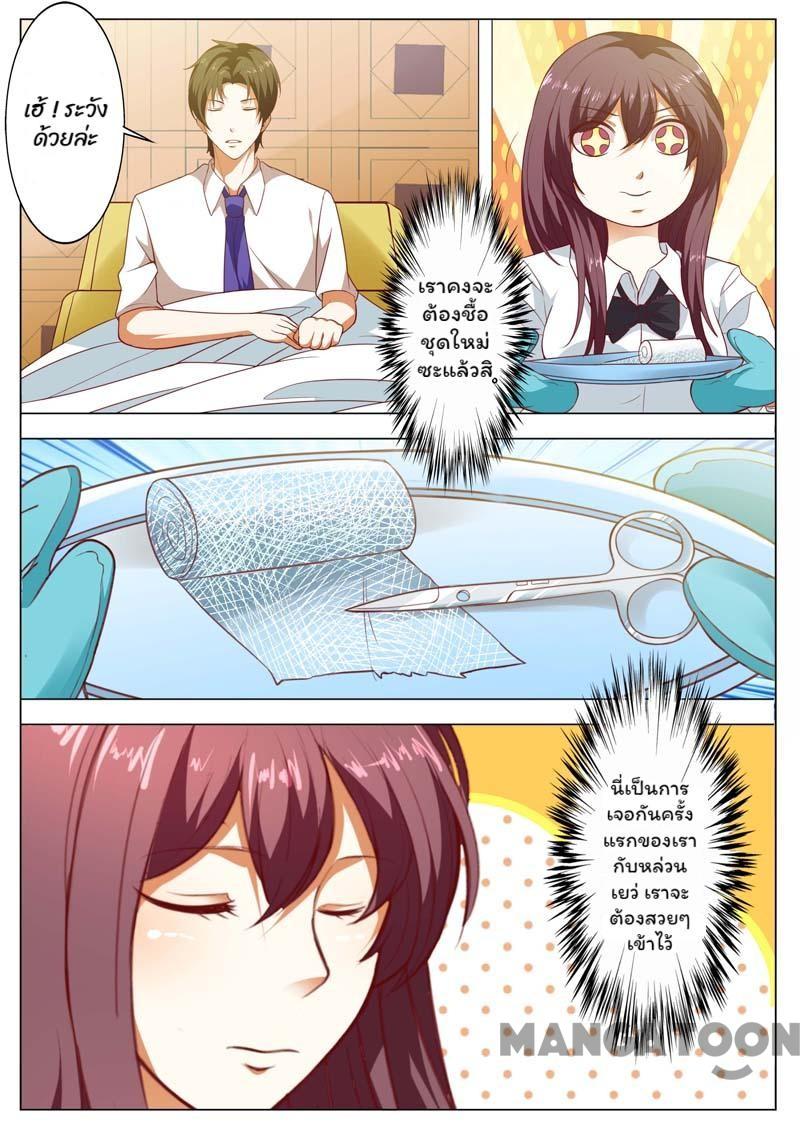 เฮ้ ! ระวัง
ด้วยล่ะ
เราคงจะ
ต้องซื้อ
ชุดใหม่
ซะแล้วสิ
นี่เป็นการ
เจอกันครั้ง
แรกของเรา
กับหล่วน
เยว่ เราจะ
ต้องสวยๆ
เข้าไว้
MANGATOON